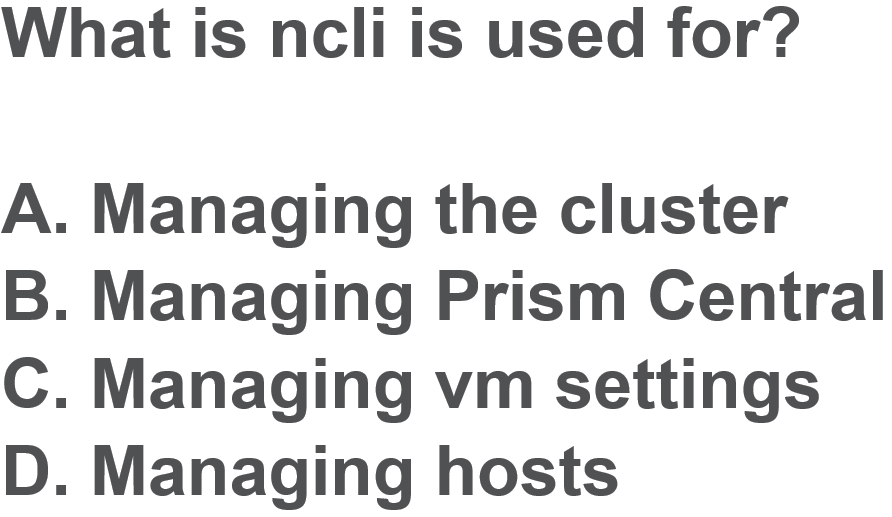 What is ncli is used for?
A. Managing the cluster
B. Managing Prism Central
C. Managing vm settings
D. Managing hosts